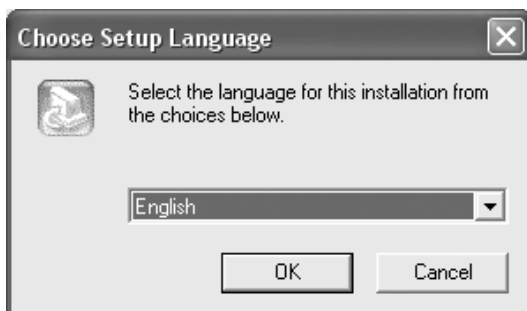 Choose Setup Language
Select the language for this installation from
the choices below.
English
OK
Cancel